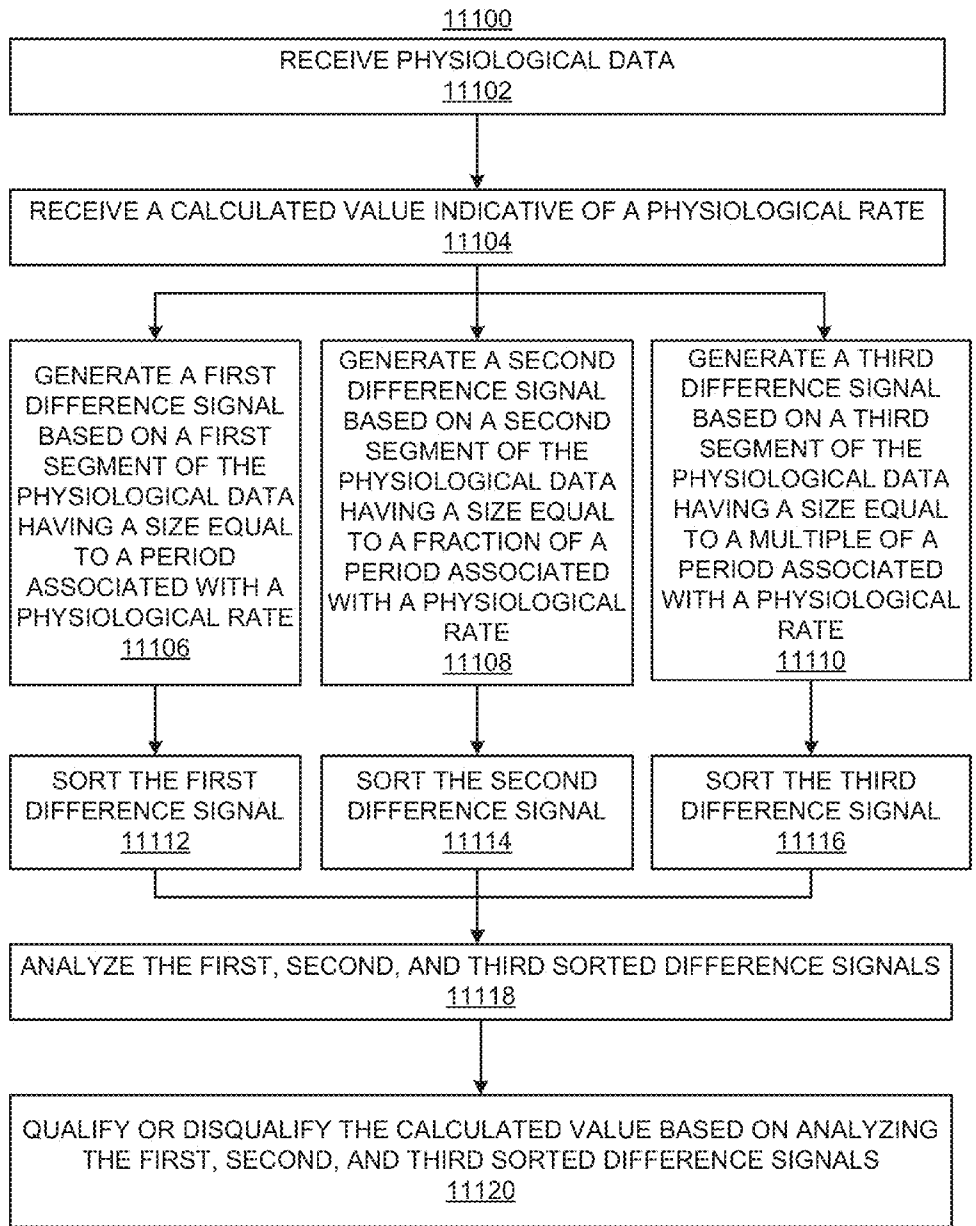 11100
RECEIVE PHYSIOLOGICAL DATA
11102
RECEIVE A CALCULATED VALUE INDICATIVE OF A PHYSIOLOGICAL RATE
11104
GENERATE A FIRST
DIFFERENCE SIGNAL
BASED ON A FIRST
SEGMENT OF THE
PHYSIOLOGICAL DATA
HAVING A SIZE EQUAL
TO A PERIOD
ASSOCIATED WITH A
PHYSIOLOGICAL RATE
11106
GENERATE A SECOND
DIFFERENCE SIGNAL
BASED ON A SECOND
SEGMENT OF THE
PHYSIOLOGICAL DATA
HAVING A SIZE EQUAL
TO A FRACTION OF A
PERIOD ASSOCIATED
WITH A PHYSIOLOGICAL
RATE
11108
GENERATE A THIRD
DIFFERENCE SIGNAL
BASED ON A THIRD
SEGMENT OF THE
PHYSIOLOGICAL DATA
HAVING A SIZE EQUAL
TO A MULTIPLE OF A
PERIOD ASSOCIATED
WITH A PHYSIOLOGICAL
RATE
11110
SORT THE FIRST
DIFFERENCE SIGNAL
11112
SORT THE SECOND
DIFFERENCE SIGNAL
11114
SORT THE THIRD
DIFFERENCE SIGNAL
11116
ANALYZE THE FIRST, SECOND, AND THIRD SORTED DIFFERENCE SIGNALS
11118
QUALIFY OR DISQUALIFY THE CALCULATED VALUE BASED ON ANALYZING
THE FIRST, SECOND, AND THIRD SORTED DIFFERENCE SIGNALS
11120